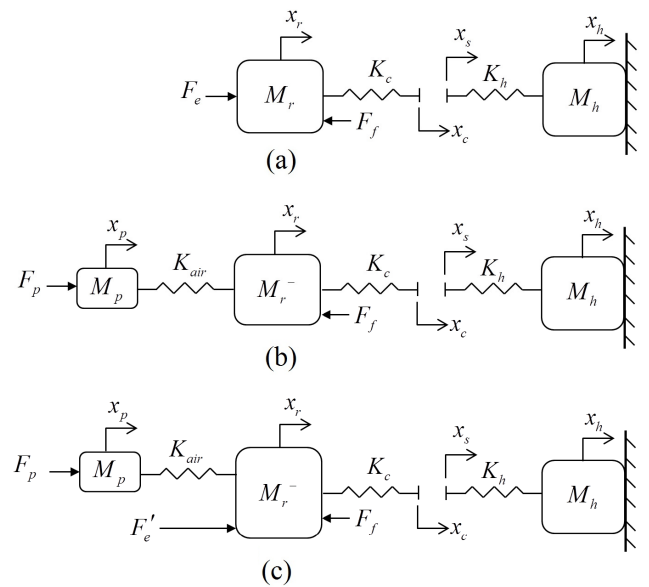 x_r x_s x_h
K_c K_h
F_e M_r M_h
F_f x_c
(a)
x_p x_r x_s x_h
K_air K_c K_h
F_p M_p M_r⁻ M_h
F_f x_c
(b)
x_p x_r x_s x_h
K_air K_c K_h
F_p M_p M_r⁻ M_h
F_e′ F_f x_c
(c)